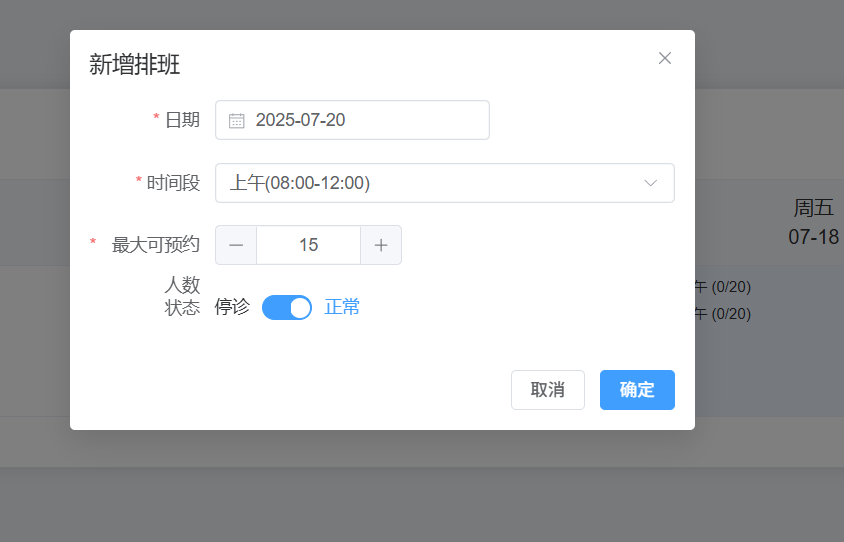 新增排班
* 日期 2025-07-20
* 时间段 上午(08:00-12:00)
* 最大可预约人数 15
状态 停诊 正常
取消 确定
周五
07-18
午 (0/20)
午 (0/20)